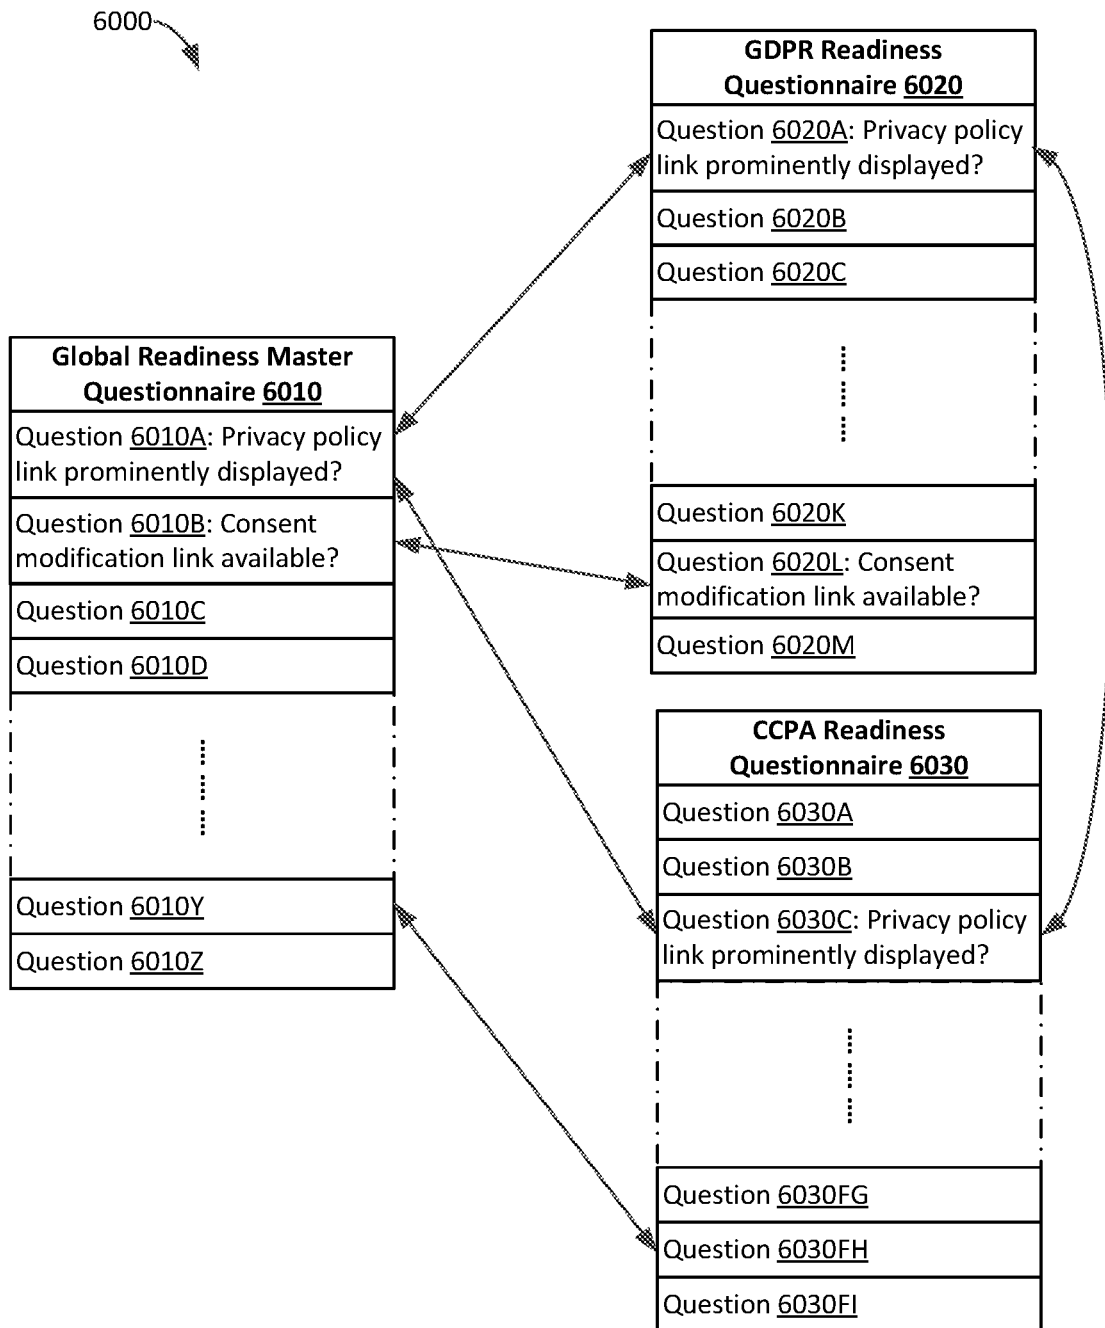 6000
GDPR Readiness
Questionnaire 6020
Question 6020A: Privacy policy
link prominently displayed?
Question 6020B
Question 6020C
Question 6020K
Question 6020L: Consent
modification link available?
Question 6020M
Global Readiness Master
Questionnaire 6010
Question 6010A: Privacy policy
link prominently displayed?
Question 6010B: Consent
modification link available?
Question 6010C
Question 6010D
Question 6010Y
Question 6010Z
CCPA Readiness
Questionnaire 6030
Question 6030A
Question 6030B
Question 6030C: Privacy policy
link prominently displayed?
Question 6030FG
Question 6030FH
Question 6030FI